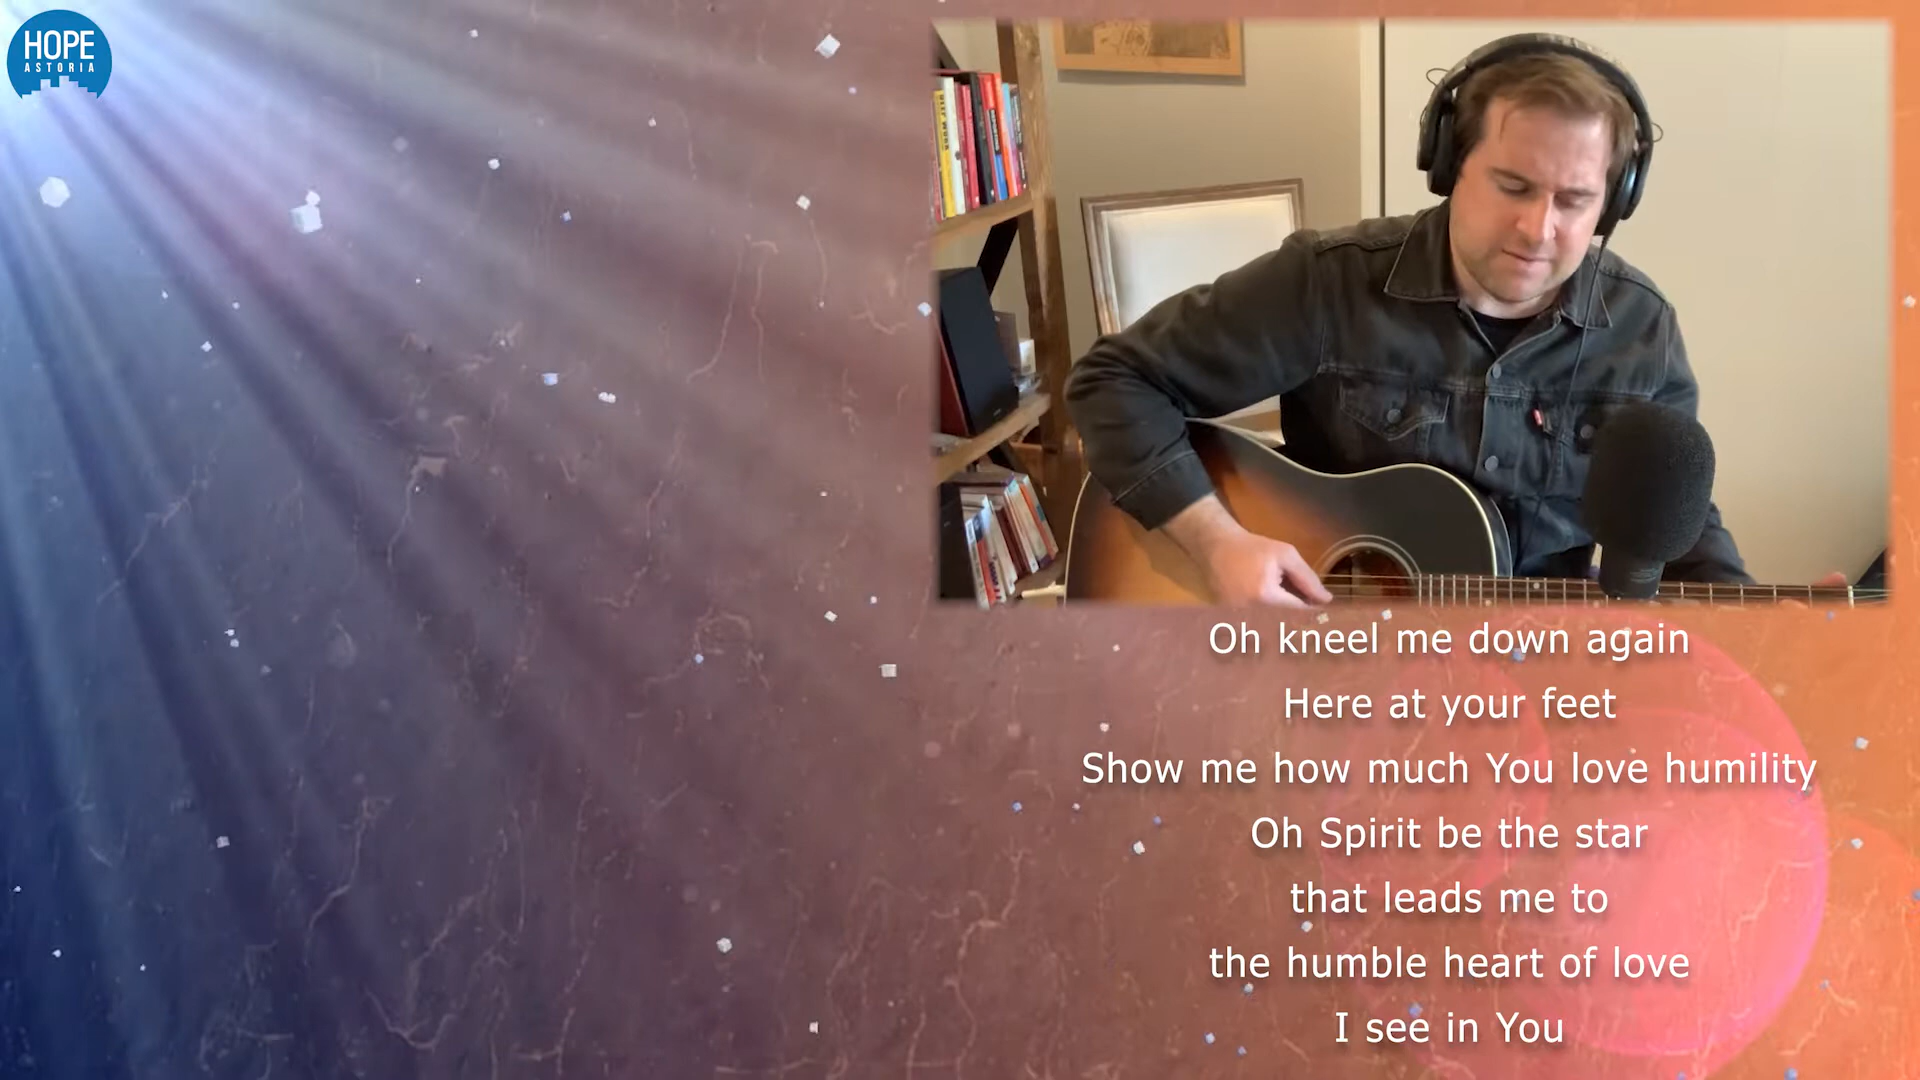 HOPE
ASTORIA
Oh kneel me down again
Here at your feet
Show me how much You love humility
Oh Spirit be the star
that leads me to
the humble heart of love
I see in You